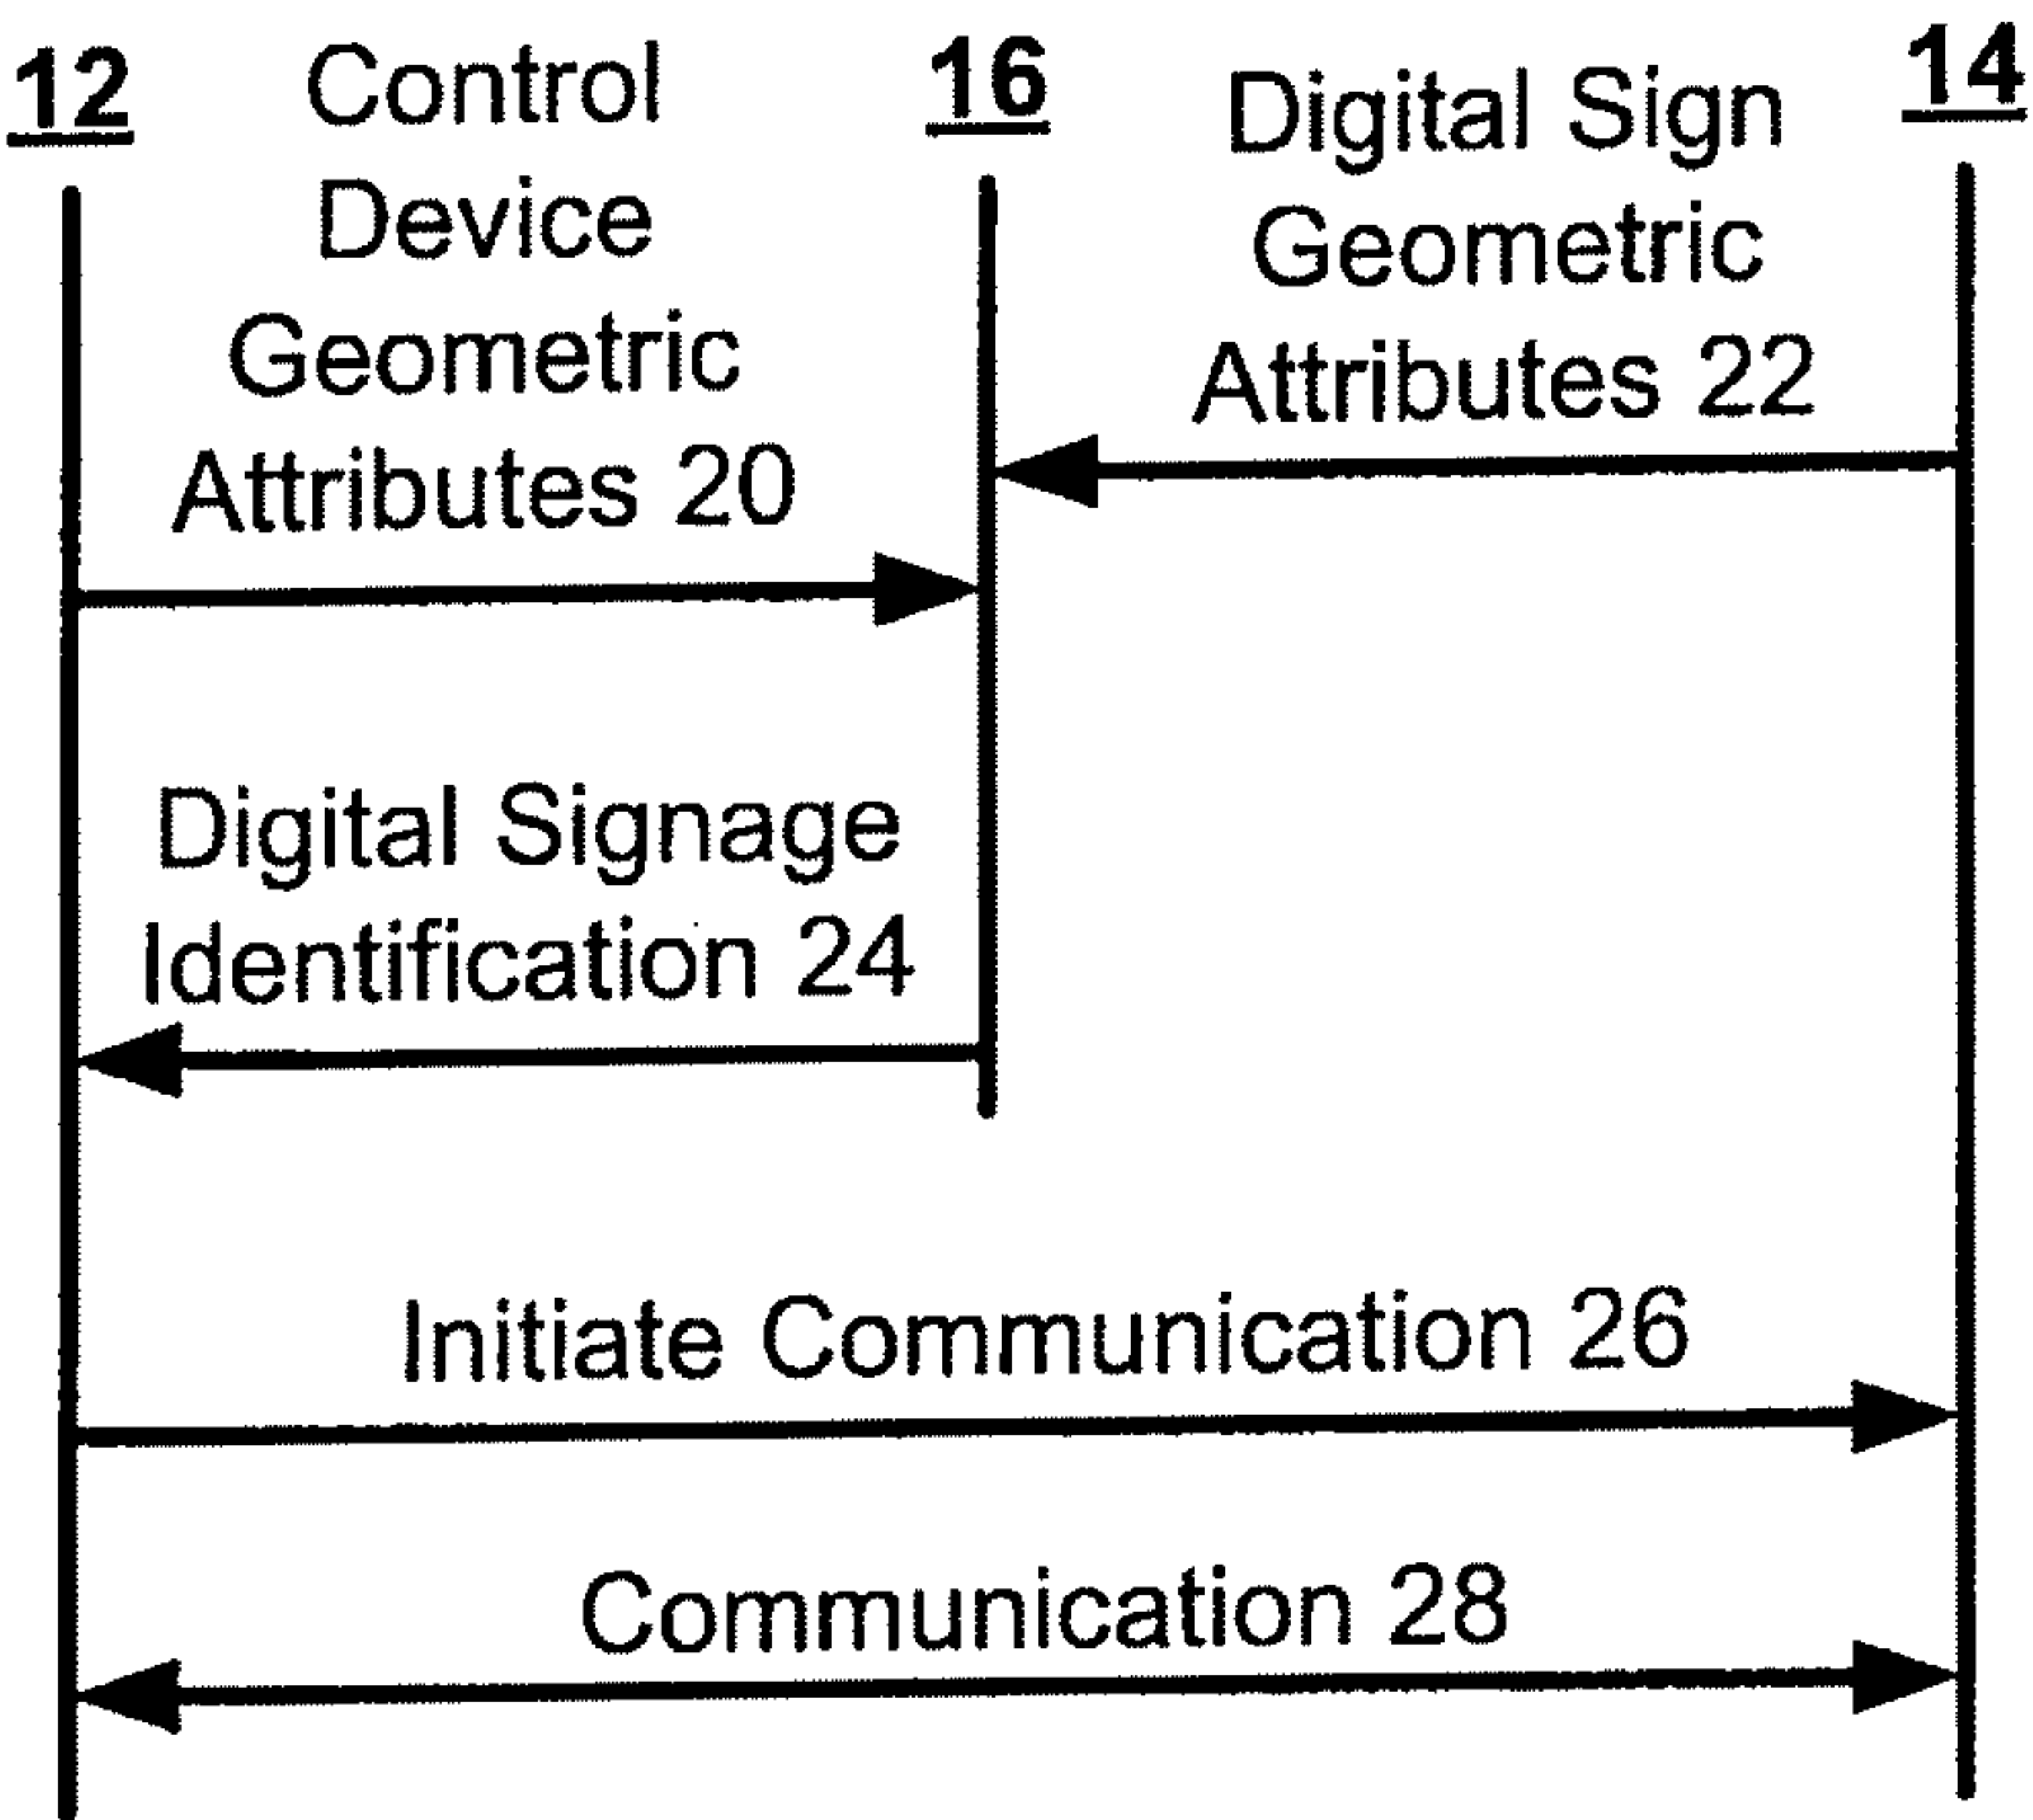 12
Control
Device
Geometric
Attributes 20
16
Digital Sign
Geometric
Attributes 22
14
Digital Signage
Identification 24
Initiate Communication 26
Communication 28